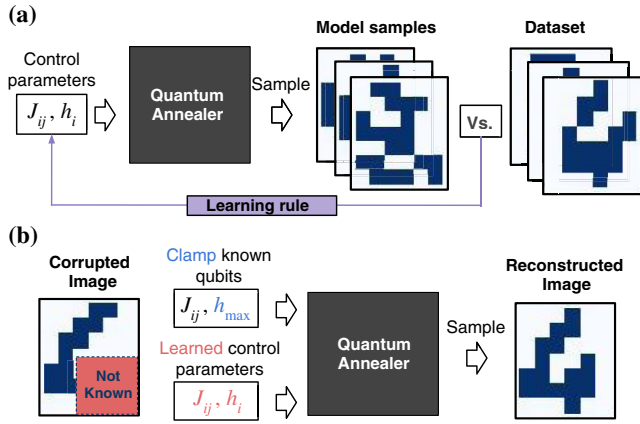 (a)
Control
parameters
J_ij, h_i
Quantum
Annealer
Sample
Model samples
Dataset
Vs.
Learning rule
(b)
Corrupted
Image
Not
Known
Clamp known
qubits
J_ij, h_max
Learned control
parameters
J_ij, h_i
Quantum
Annealer
Sample
Reconstructed
Image